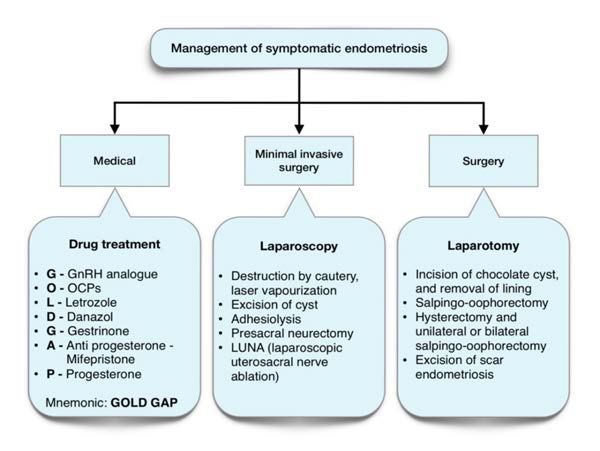 Management of symptomatic endometriosis
Medical
Minimal invasive
surgery
Surgery
Drug treatment
• G - GnRH analogue
• O - OCPs
• L - Letrozole
• D - Danazol
• G - Gestrinone
• A - Anti progesterone -
Mifepristone
• P - Progesterone
Mnemonic: GOLD GAP
Laparoscopy
• Destruction by cautery,
laser vapourization
• Excision of cyst
• Adhesiolysis
• Presacral neurectomy
• LUNA (laparoscopic
uterosacral nerve
ablation)
Laparotomy
• Incision of chocolate cyst,
and removal of lining
• Salpingo-oophorectomy
• Hysterectomy and
unilateral or bilateral
salpingo-oophorectomy
• Excision of scar
endometriosis